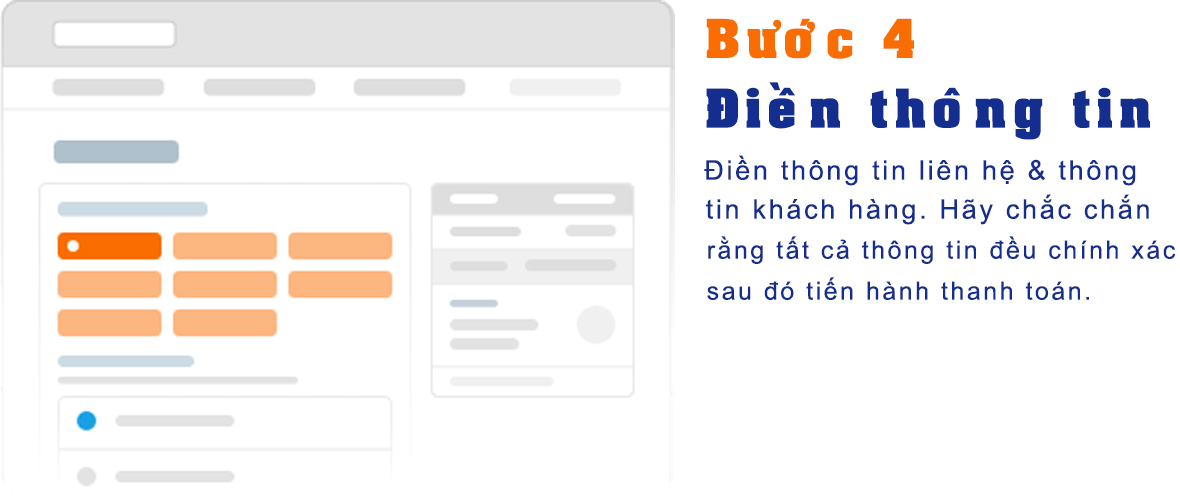 Bước 4
Điền thông tin
Điền thông tin liên hệ & thông
tin khách hàng. Hãy chắc chắn
rằng tất cả thông tin đều chính xác
sau đó tiến hành thanh toán.